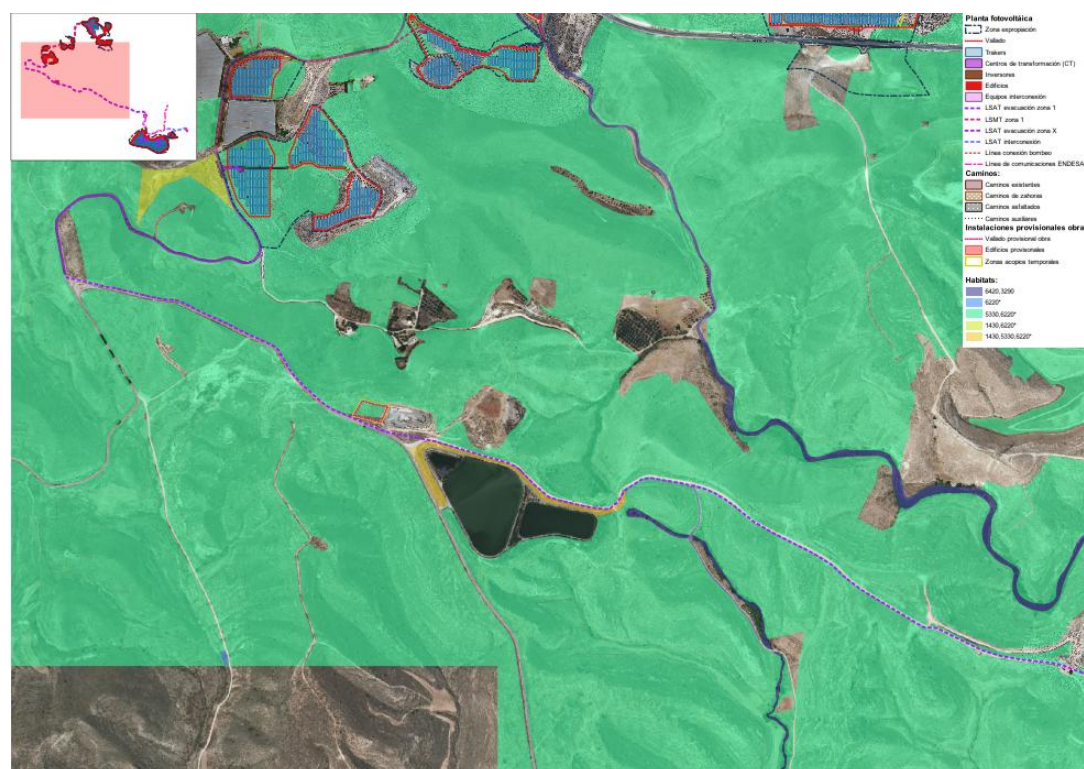 Planta fotovoltáica
Zona expropiación
Vallado
Trakers
Centros de transformación (CT)
Inversores
Edificios
Equipos interconexión
LSAT evacuación zona 1
LSMT zona 1
LSAT evacuación zona X
LSAT interconexión
Línea conexión bombeo
Línea de comunicaciones ENDESA
Caminos:
Caminos existentes
Caminos de zahorra
Caminos asfaltados
Caminos auxiliares
Instalaciones provisionales obra
Vallado provisional obra
Edificios provisonales
Zonas acopios temporales
Habitats:
6420,3290
6220*
5330,6220*
1430,6220*
1430,5330,6220*